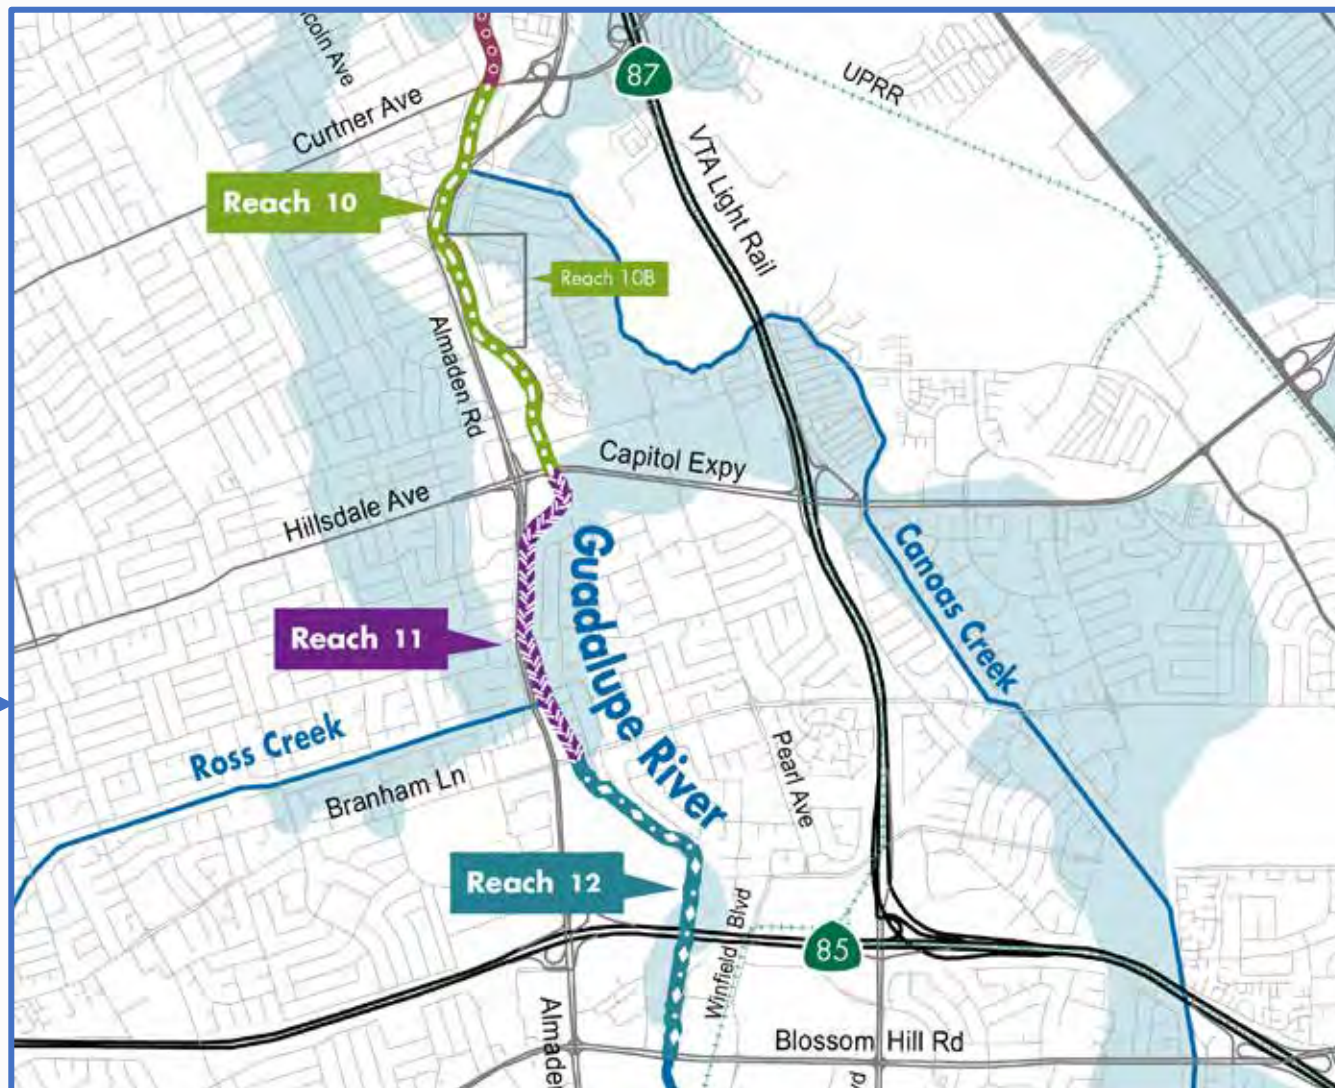 coln Ave
87
UPRR
Curtner Ave
VTA Light Rail
Reach 10
Reach 10B
Almaden Rd
Capitol Expy
Hillsdale Ave
Guadalupe River
Canoas Creek
Reach 11
Ross Creek
Branham Ln
Pearl Ave
Reach 12
Winfield Blvd
85
Almade
Blossom Hill Rd